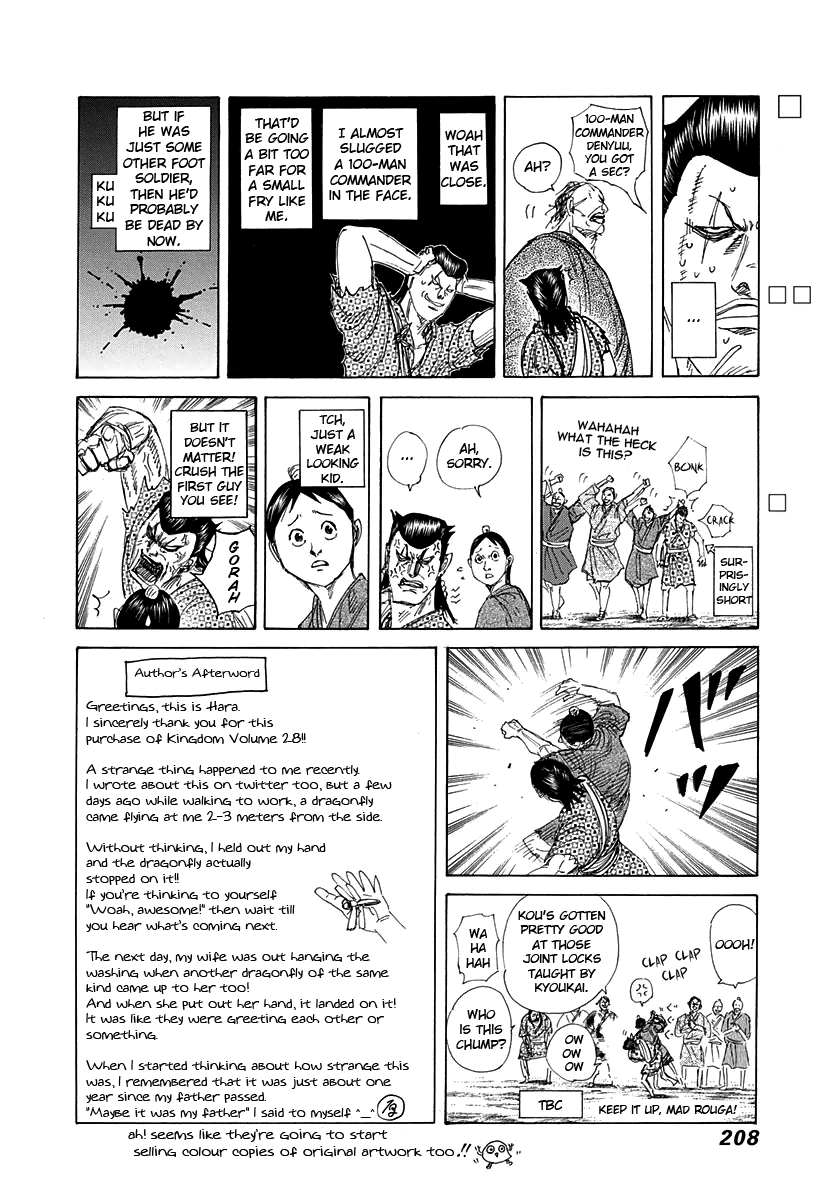 ...
100-MAN
COMMANDER
DENYUU,
YOU GOT
A SEC?
AH?
WOAH
THAT
WAS
CLOSE.
I ALMOST
SLUGGED
A 100-MAN
COMMANDER
IN THE FACE.
THAT'D
BE GOING
A BIT TOO
FAR FOR
A SMALL
FRY LIKE
ME.
BUT IF
HE WAS
JUST SOME
OTHER FOOT
SOLDIER,
THEN HE'D
PROBABLY
BE DEAD BY
NOW.
KU
KU
KU
WAHAHAH
WHAT THE HECK
IS THIS?
BONK
CRACK
SUR-
PRIS-
INGLY
SHORT
AH,
SORRY.
...
TCH,
JUST A
WEAK
LOOKING
KID.
BUT IT
DOESN'T
MATTER!
CRUSH THE
FIRST GUY
YOU SEE!
GORAH
バッ
OOOH!
CLAP CLAP
CLAP
KOU'S GOTTEN
PRETTY GOOD
AT THOSE
JOINT LOCKS
TAUGHT BY
KYOUKAI.
WA
HA
HAH
WHO
IS THIS
CHUMP?
OW
OW
OW
TBC
KEEP IT UP, MAD ROUGA!
Author's Afterword
Greetings, this is Hara.
I sincerely thank you for this
purchase of Kingdom Volume 28!!
A strange thing happened to me recently.
I wrote about this on twitter too, but a few
days ago while walking to work, a dragonfly
came flying at me 2-3 meters from the side.
Without thinking, I held out my hand
and the dragonfly actually
stopped on it!!
If you're thinking to yourself
"Woah, awesome!" then wait till
you hear what's coming next.
The next day, my wife was out hanging the
washing when another dragonfly of the same
kind came up to her too!
And when she put out her hand, it landed on it!
It was like they were greeting each other or
something.
When I started thinking about how strange this
was, I remembered that it was just about one
year since my father passed.
"Maybe it was my father" I said to myself ^_^
ah! seems like they're going to start
selling colour copies of original artwork too!!
208